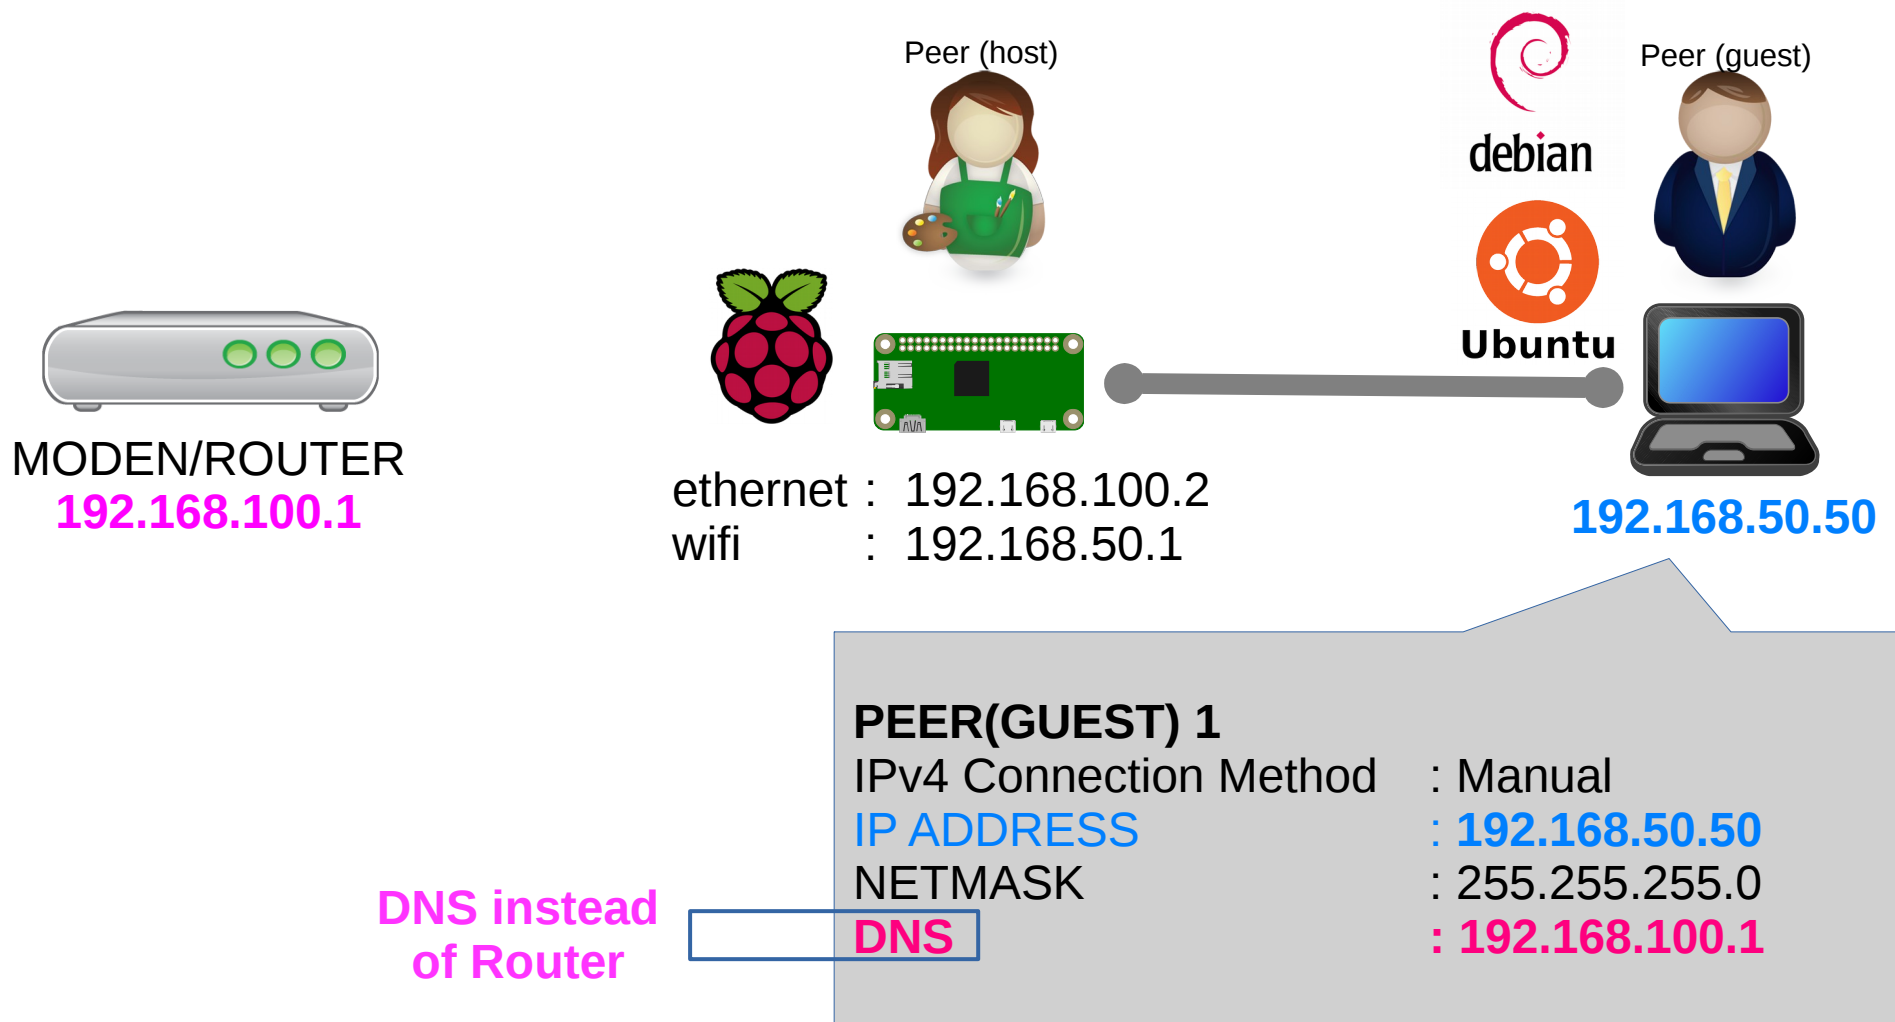 Peer (host)
Peer (guest)
debian
Ubuntu
MODEN/ROUTER
192.168.100.1
ethernet : 192.168.100.2
wifi : 192.168.50.1
192.168.50.50
PEER(GUEST) 1
IPv4 Connection Method : Manual
IP ADDRESS : 192.168.50.50
NETMASK : 255.255.255.0
DNS : 192.168.100.1
DNS instead
of Router